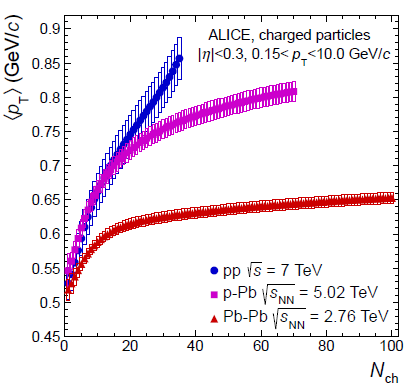 ⟨p_T⟩ (GeV/c)
0.9
0.85
0.8
0.75
0.7
0.65
0.6
0.55
0.5
0.45
ALICE, charged particles
|η|<0.3, 0.15< p_T<10.0 GeV/c
pp √s = 7 TeV
p-Pb √s_NN = 5.02 TeV
Pb-Pb √s_NN = 2.76 TeV
0 20 40 60 80 100
N_ch